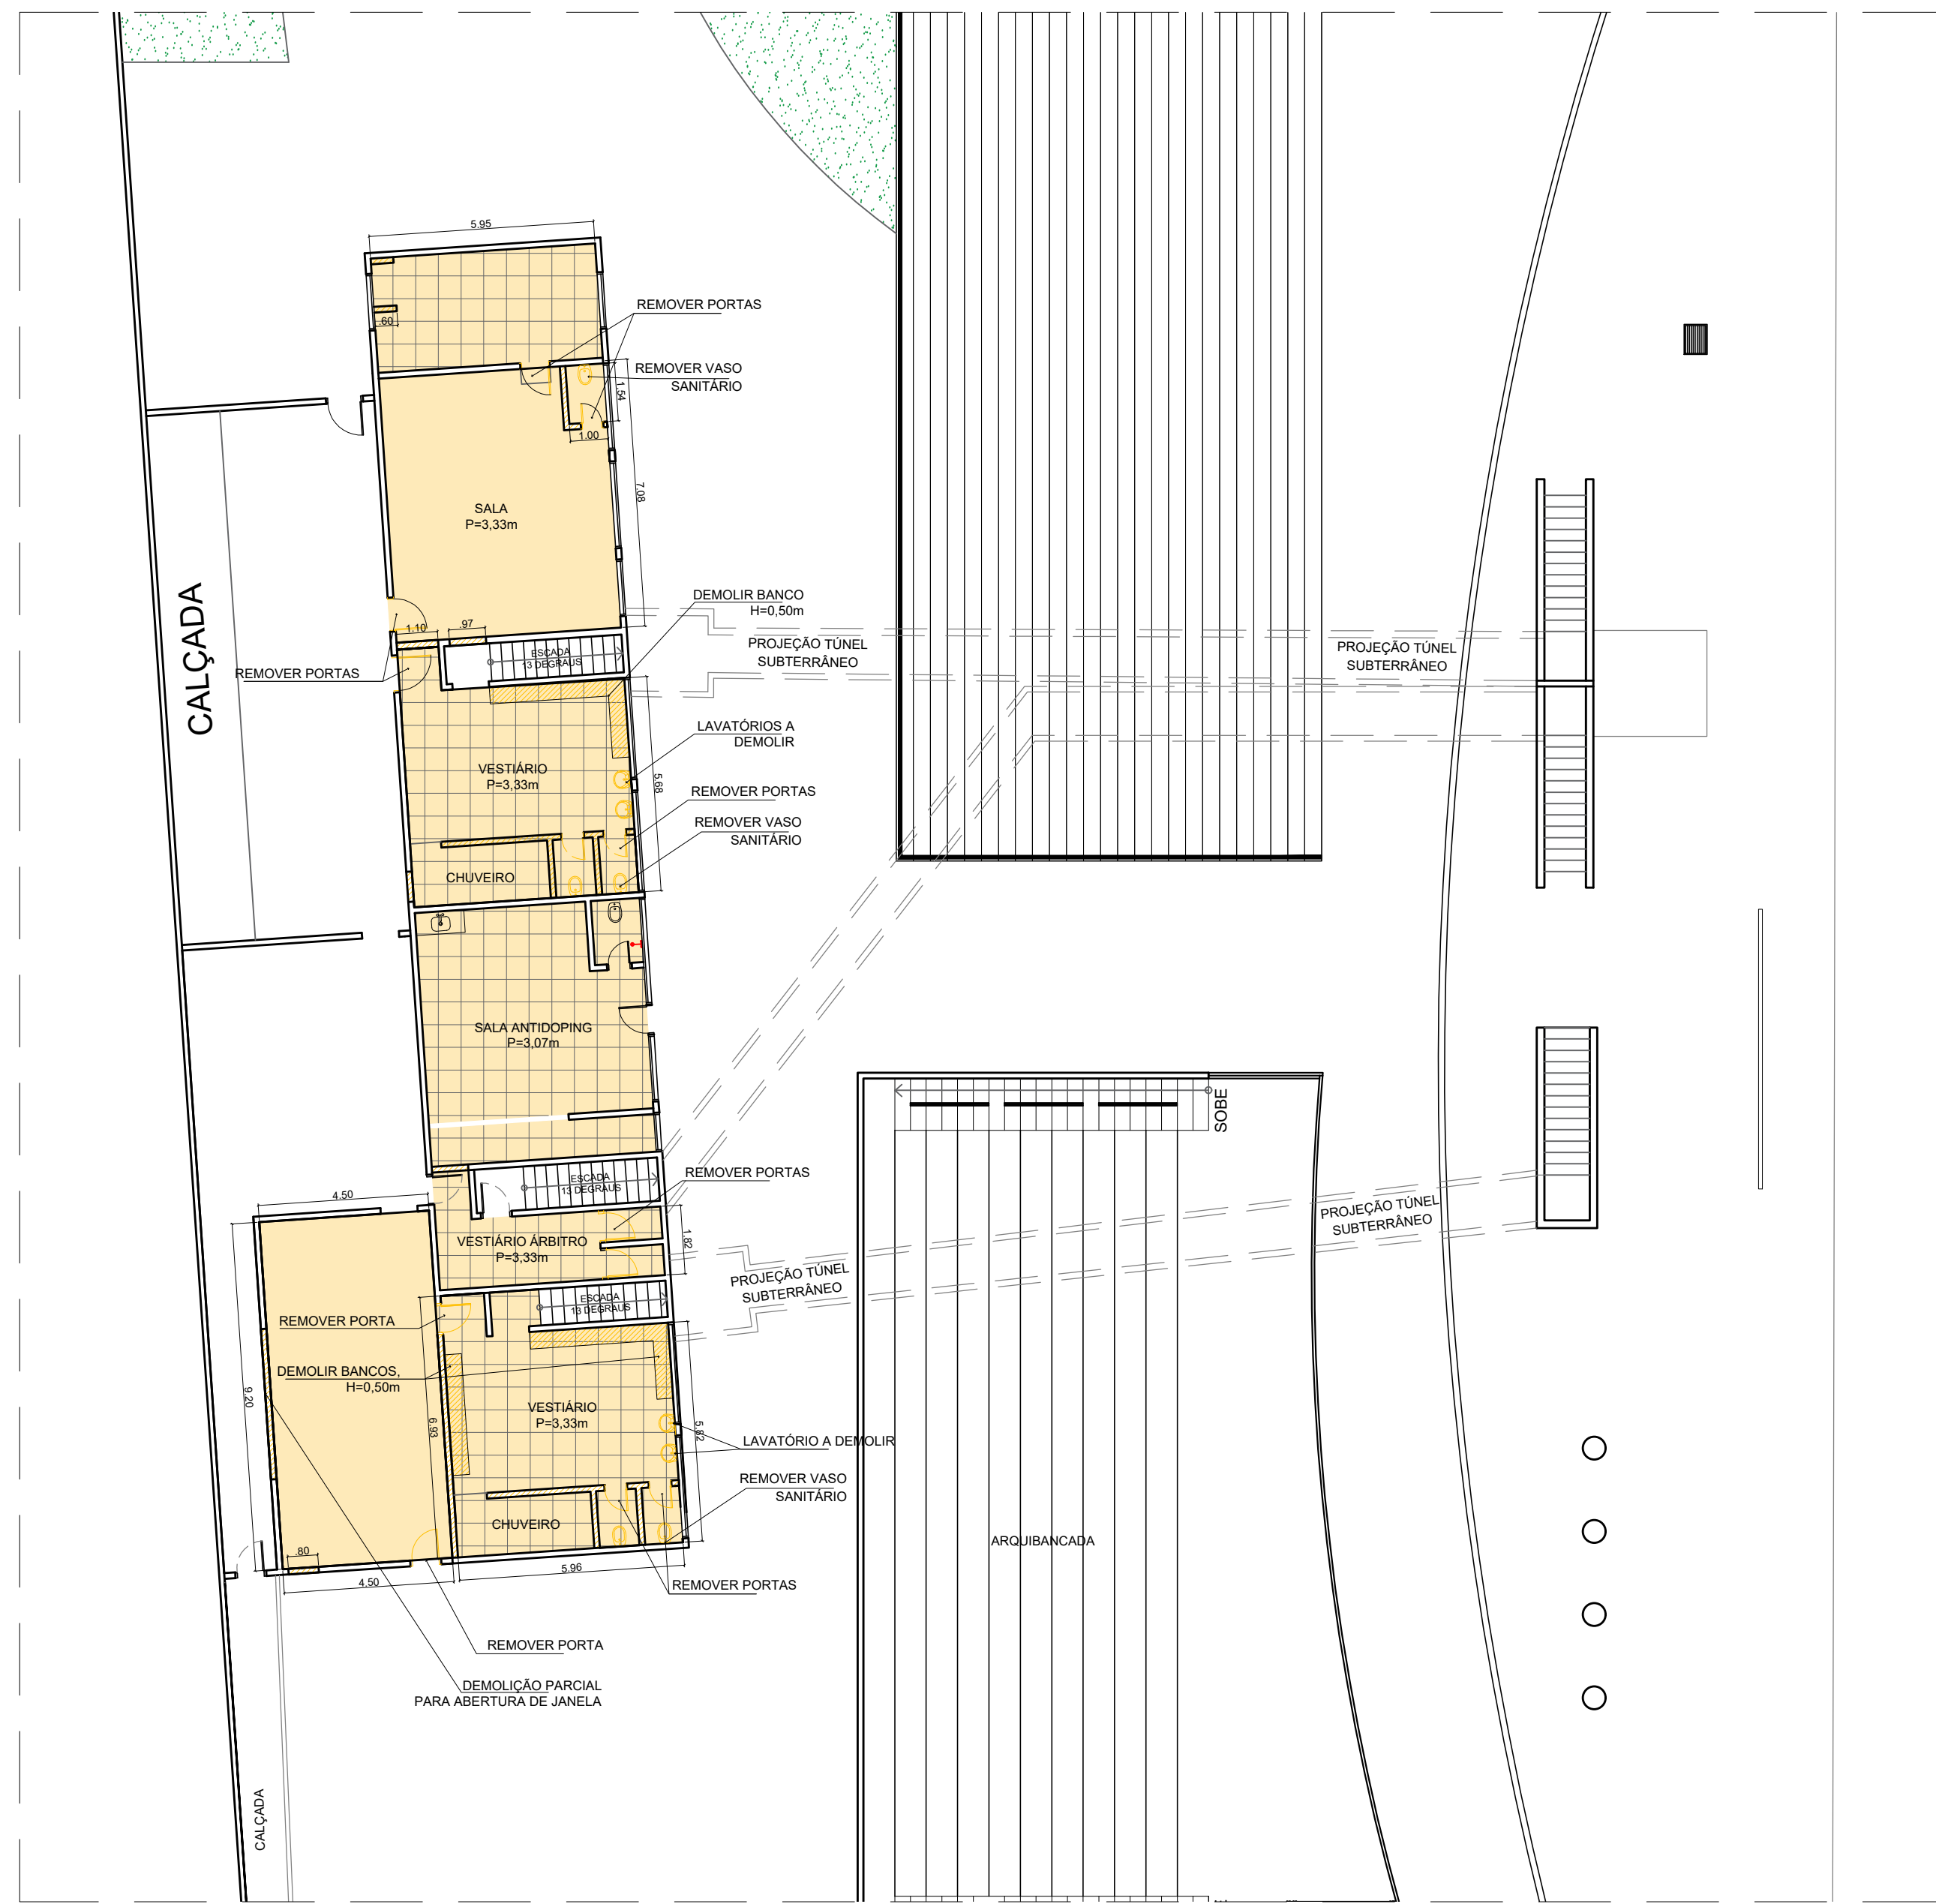 5.95
REMOVER PORTAS
.60
REMOVER VASO
SANITÁRIO
1.54
1.00
7.08
SALA
P=3,33m
CALÇADA
DEMOLIR BANCO
H=0,50m
1.10
.97
ESCADA
13 DEGRAUS
PROJEÇÃO TÚNEL
SUBTERRÂNEO
PROJEÇÃO TÚNEL
SUBTERRÂNEO
REMOVER PORTAS
LAVATÓRIOS A
DEMOLIR
VESTIÁRIO
P=3,33m
5.68
REMOVER PORTAS
REMOVER VASO
SANITÁRIO
CHUVEIRO
SALA ANTIDOPING
P=3,07m
SOBE
REMOVER PORTAS
ESCADA
13 DEGRAUS
4.50
PROJEÇÃO TÚNEL
SUBTERRÂNEO
VESTIÁRIO ÁRBITRO
P=3,33m
1.82
PROJEÇÃO TÚNEL
SUBTERRÂNEO
ESCADA
13 DEGRAUS
REMOVER PORTA
DEMOLIR BANCOS,
H=0,50m
9.20
6.93
VESTIÁRIO
P=3,33m
5.82
LAVATÓRIO A DEMOLIR
REMOVER VASO
SANITÁRIO
CHUVEIRO
ARQUIBANCADA
.80
4.50
5.96
REMOVER PORTAS
REMOVER PORTA
DEMOLIÇÃO PARCIAL
PARA ABERTURA DE JANELA
CALÇADA